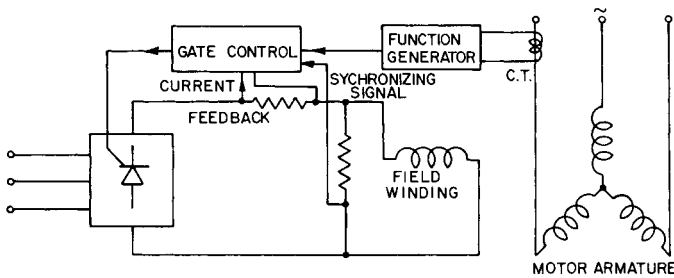 ~
GATE CONTROL
FUNCTION
GENERATOR
C.T.
SYCHRONIZING
SIGNAL
CURRENT
FEEDBACK
FIELD
WINDING
MOTOR ARMATURE